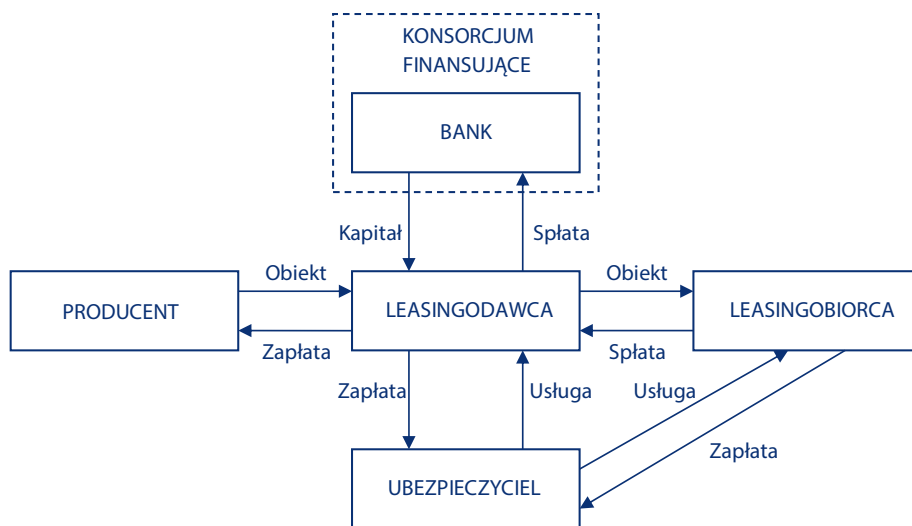 KONSORCJUM
FINANSUJĄCE
BANK
Kapitał
Spłata
Obiekt
Obiekt
PRODUCENT
LEASINGODAWCA
LEASINGOBIORCA
Zapłata
Spłata
Zapłata
Usługa
Usługa
Zapłata
UBEZPIECZYCIEL